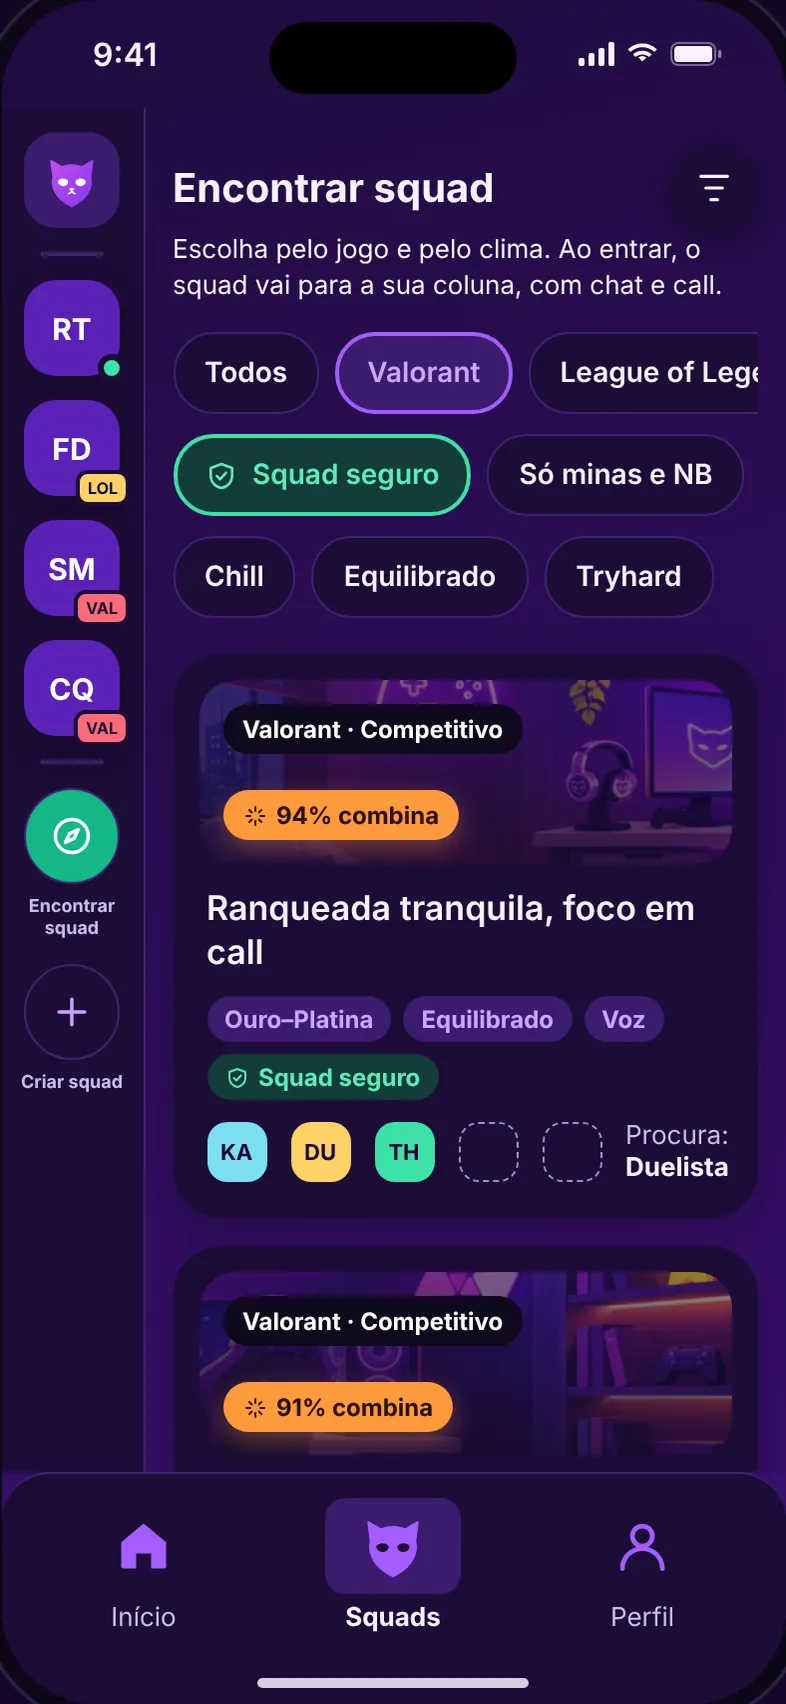 9:41
RT
FD
LOL
SM
VAL
CQ
VAL
Encontrar
squad
Criar squad
Encontrar squad
Escolha pelo jogo e pelo clima. Ao entrar, o
squad vai para a sua coluna, com chat e call.
Todos
Valorant
League of Lege
Squad seguro
Só minas e NB
Chill
Equilibrado
Tryhard
Valorant · Competitivo
94% combina
Ranqueada tranquila, foco em
call
Ouro–Platina
Equilibrado
Voz
Squad seguro
KA
DU
TH
Procura:
Duelista
Valorant · Competitivo
91% combina
Início
Squads
Perfil